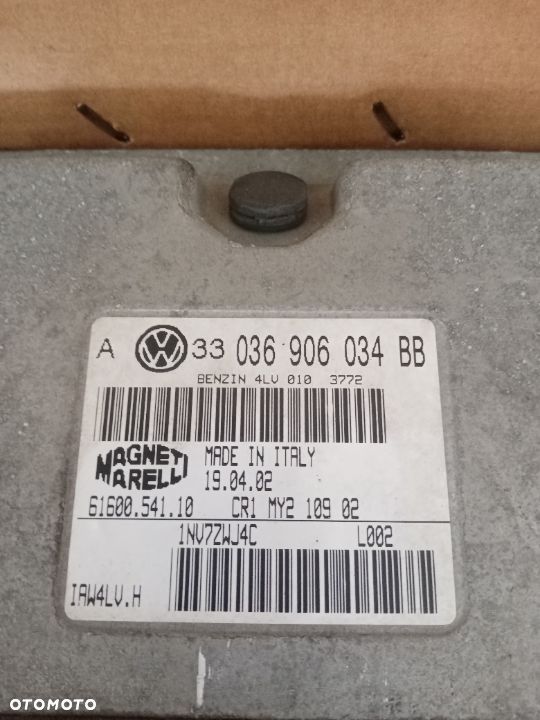 A VW 33 036 906 034 BB
BENZIN 4LV 010 3772
MAGNETI MARELLI
MADE IN ITALY
19.04.02
61600.541.10 CR1 MY2 109 02
1NV7ZWJ4C L002
IAW4LV.H
OTOMOTO